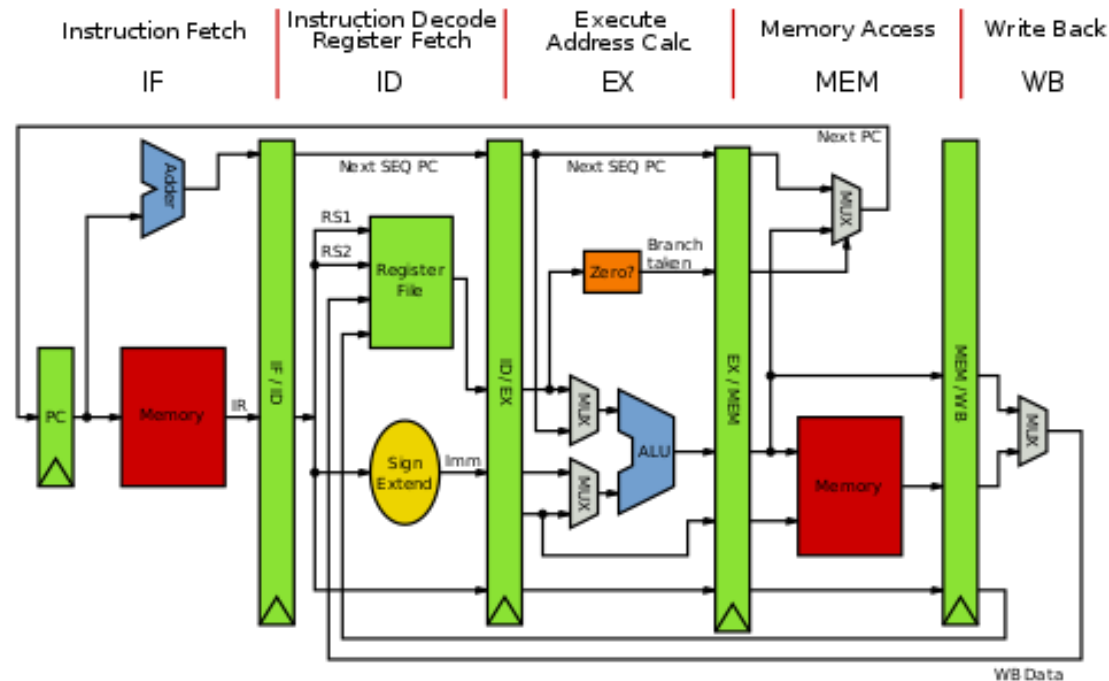 Instruction Fetch
Instruction Decode
Register Fetch
Execute
Address Calc.
Memory Access
Write Back
IF
ID
EX
MEM
WB
Next PC
Adder
Next SEQ PC
Next SEQ PC
MUX
RS1
RS2
Register
File
Branch
taken
Zero?
IF / ID
ID/ EX
EX / MEM
MEM /WB
PC
Memory
IR
MUX
ALU
MUX
Sign
Extend
Imm
MUX
Memory
WB Data